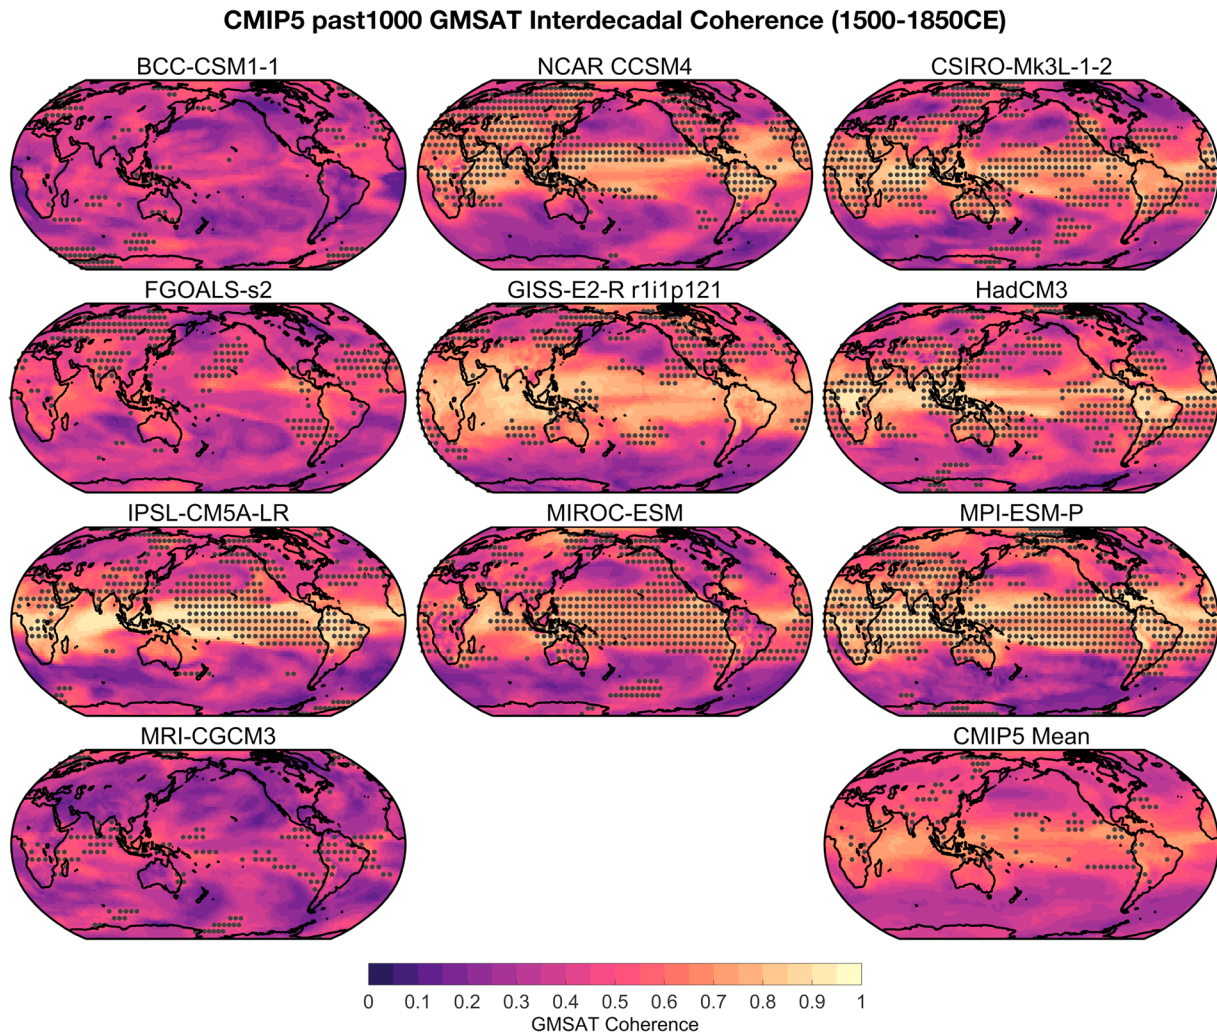 CMIP5 past1000 GMSAT Interdecadal Coherence (1500-1850CE)
BCC-CSM1-1
NCAR CCSM4
CSIRO-Mk3L-1-2
FGOALS-s2
GISS-E2-R r1i1p121
HadCM3
IPSL-CM5A-LR
MIROC-ESM
MPI-ESM-P
MRI-CGCM3
CMIP5 Mean
0 0.1 0.2 0.3 0.4 0.5 0.6 0.7 0.8 0.9 1
GMSAT Coherence